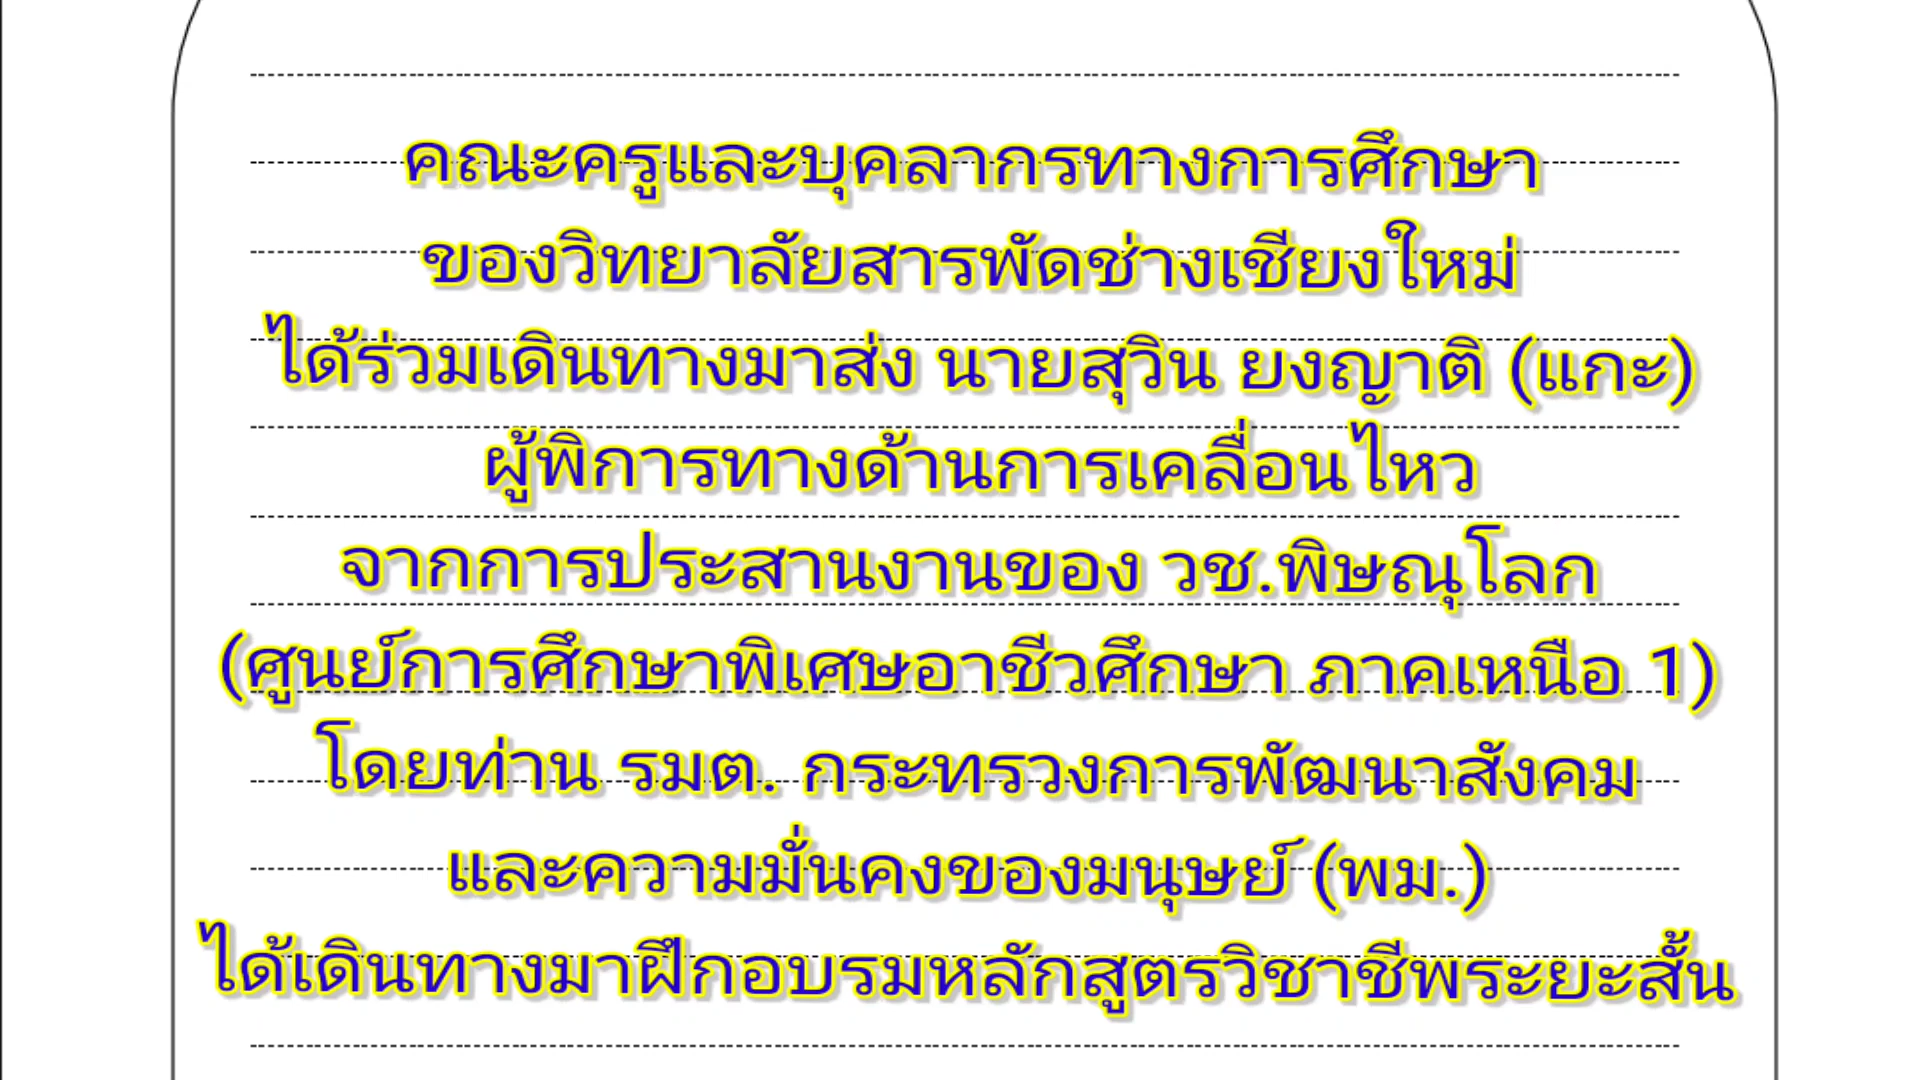 คณะครูและบุคลากรทางการศึกษา
ของวิทยาลัยสารพัดช่างเชียงใหม่
ได้ร่วมเดินทางมาส่ง นายสุวิน ยงญาติ (แกะ)
ผู้พิการทางด้านการเคลื่อนไหว
จากการประสานงานของ วช.พิษณุโลก
(ศูนย์การศึกษาพิเศษอาชีวศึกษา ภาคเหนือ 1)
โดยท่าน รมต. กระทรวงการพัฒนาสังคม
และความมั่นคงของมนุษย์ (พม.)
ได้เดินทางมาฝึกอบรมหลักสูตรวิชาชีพระยะสั้น